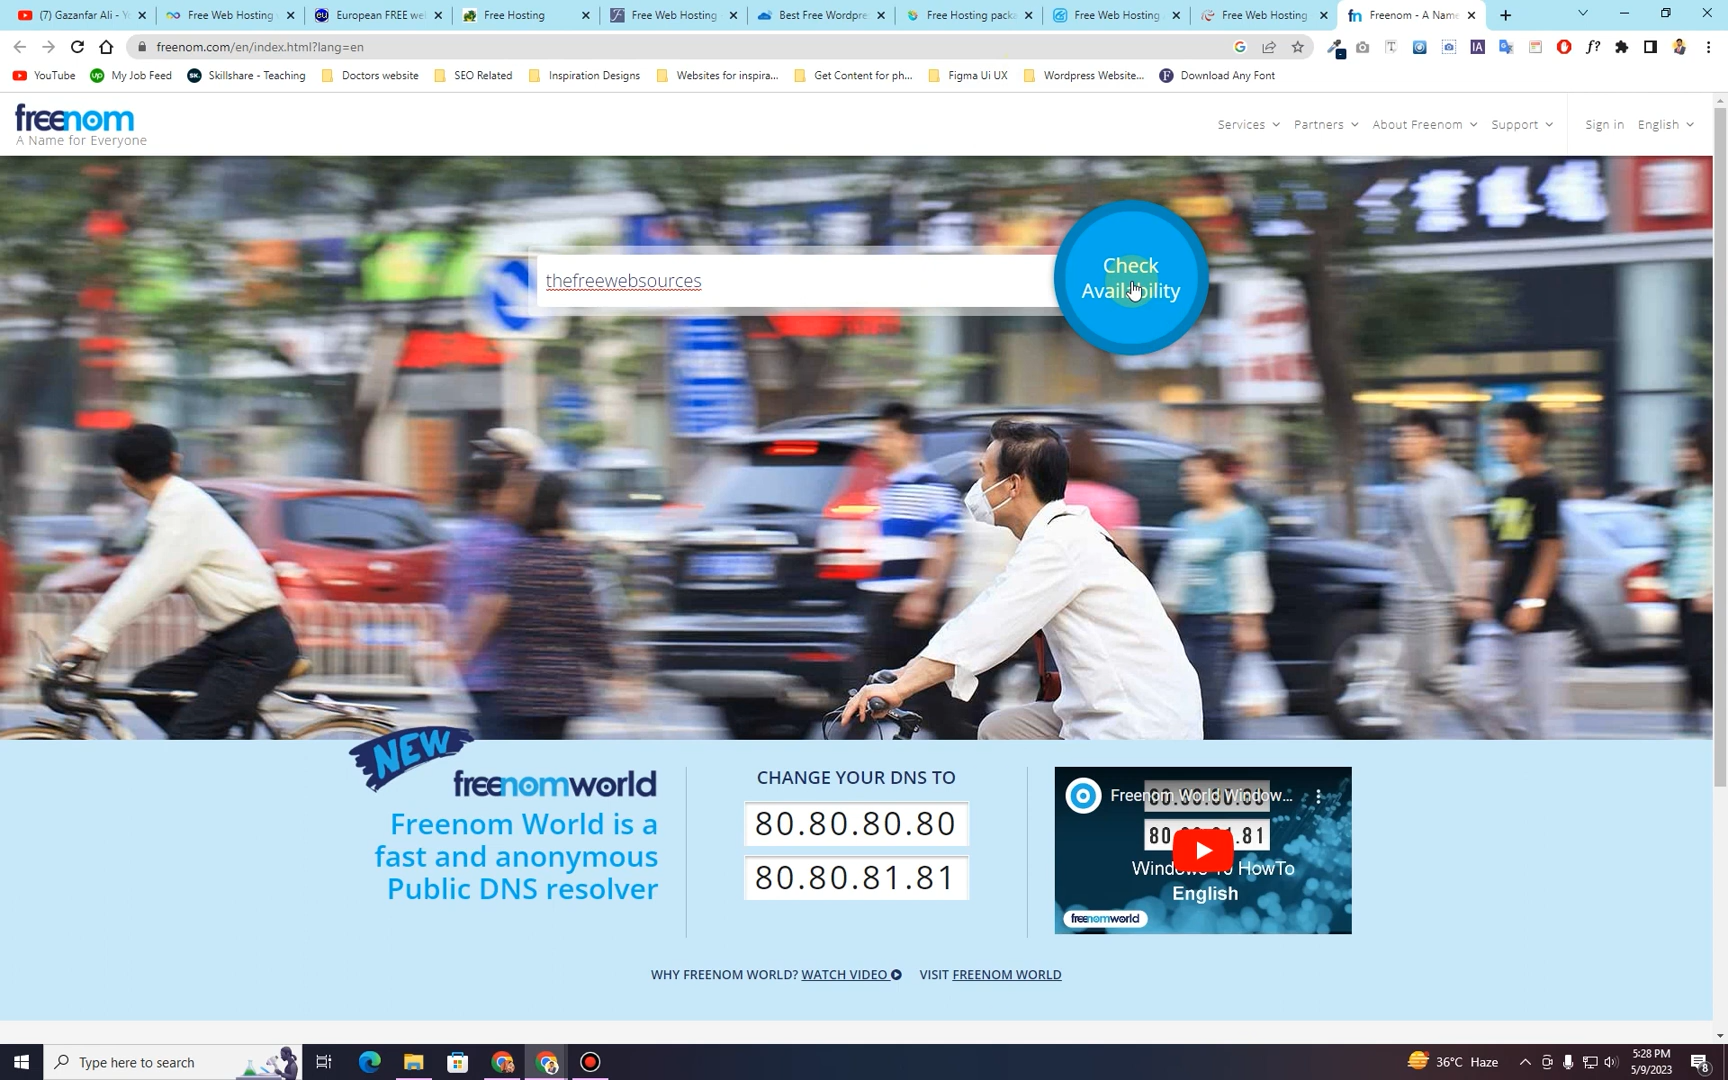 (7) Gazanfar Ali - Y
Free Web Hosting
European FREE we
Free Hosting
Free Web Hosting
Best Free Wordpre
Free Hosting packa
Free Web Hosting
Free Web Hosting
Freenom - A Name
freenom.com/en/index.html?lang=en
YouTube
My Job Feed
Skillshare - Teaching
Doctors website
SEO Related
Inspiration Designs
Websites for inspira...
Get Content for ph...
Figma Ui UX
Wordpress Website...
Download Any Font
freenom
A Name for Everyone
Services
Partners
About Freenom
Support
Sign in
English
thefreewebsources
Check
Availability
NEW
freenomworld
Freenom World is a
fast and anonymous
Public DNS resolver
CHANGE YOUR DNS TO
80.80.80.80
80.80.81.81
Freenom World Window...
Windows 10 HowTo
English
freenomworld
WHY FREENOM WORLD? WATCH VIDEO
VISIT FREENOM WORLD
Type here to search
36°C Haze
5:28 PM
5/9/2023
8